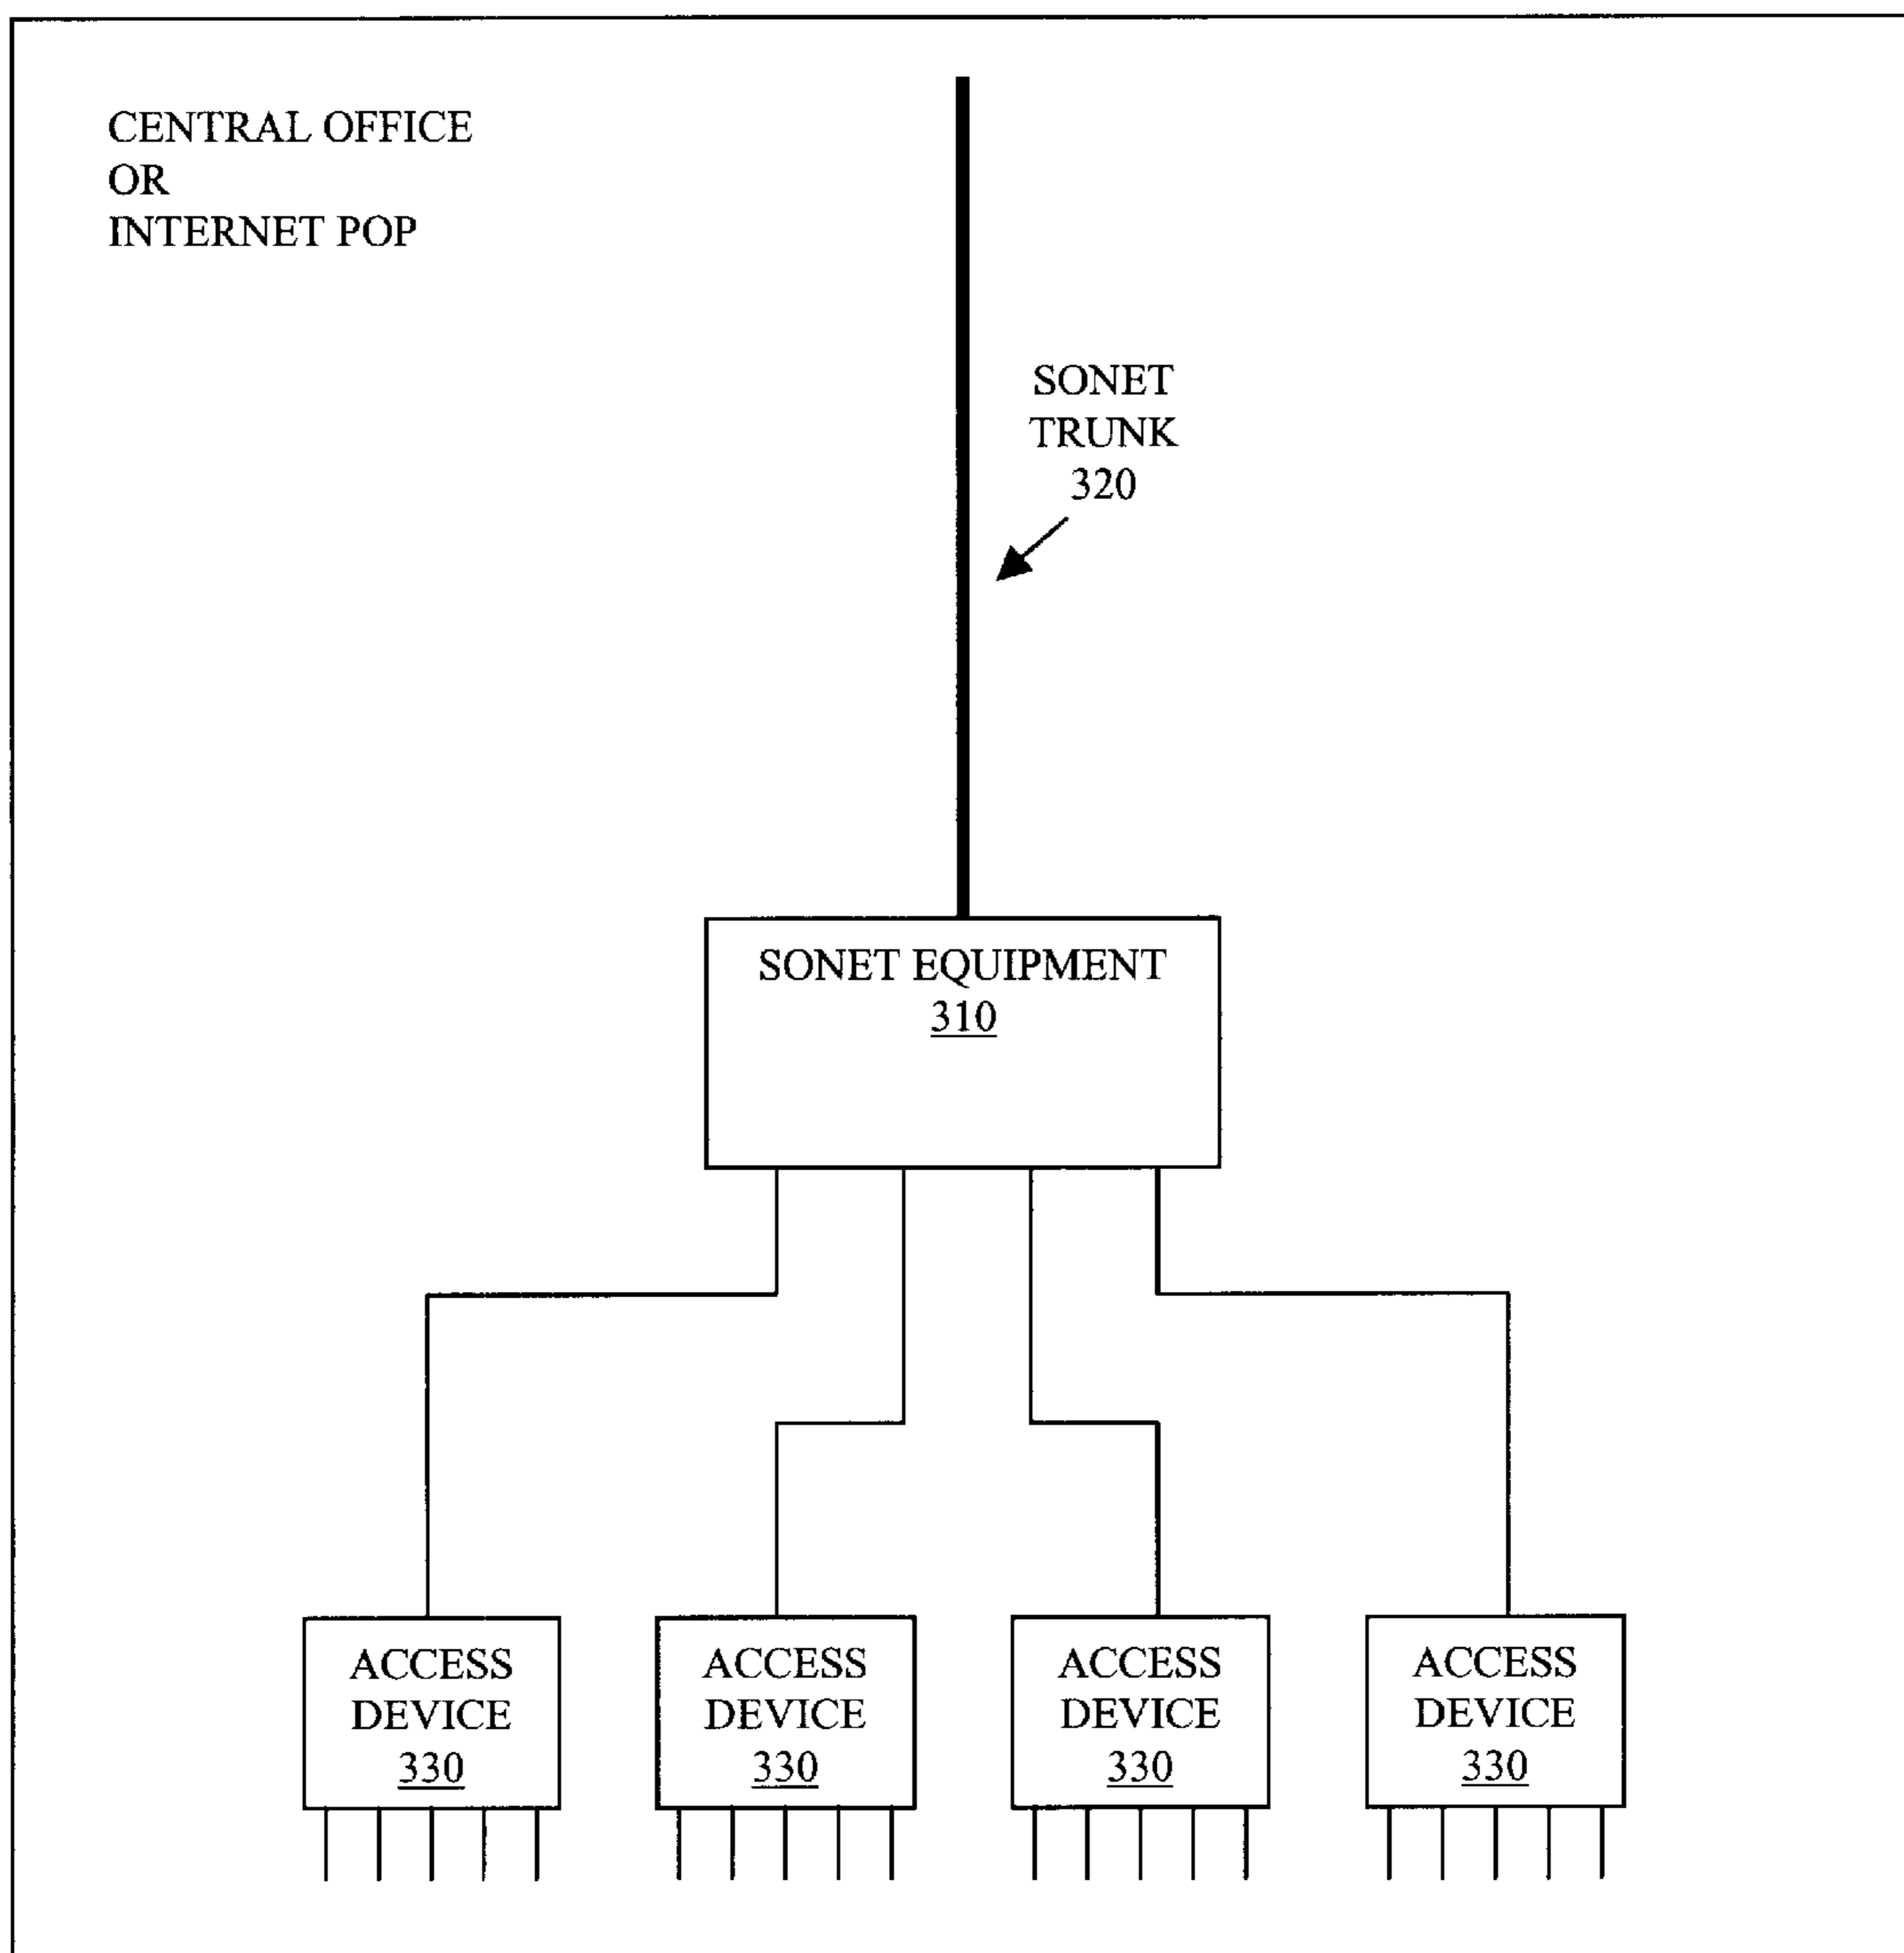 CENTRAL OFFICE
OR
INTERNET POP
SONET
TRUNK
320
SONET EQUIPMENT
310
ACCESS
DEVICE
330
ACCESS
DEVICE
330
ACCESS
DEVICE
330
ACCESS
DEVICE
330